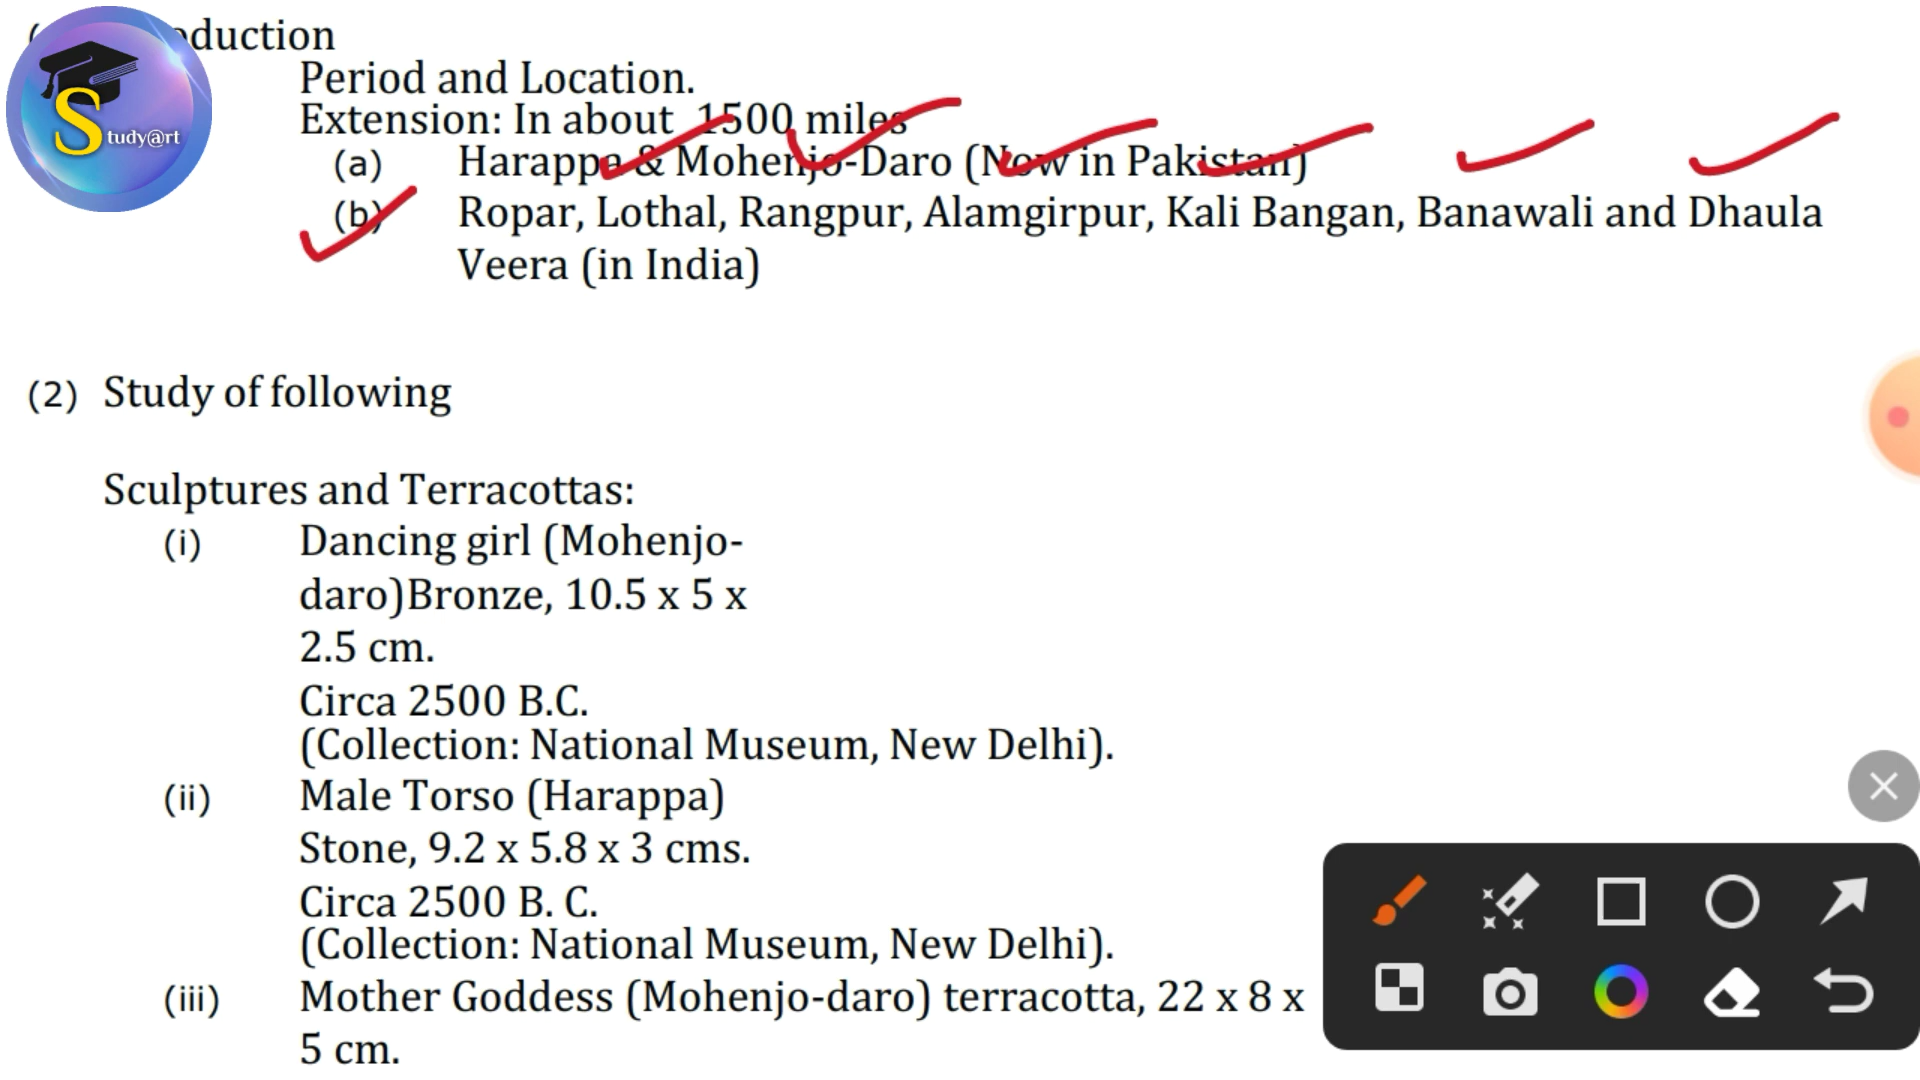 (
duction
Period and Location.
Extension: In about 1500 miles
(a) Harappa & Mohenjo-Daro (Now in Pakistan)
(b) Ropar, Lothal, Rangpur, Alamgirpur, Kali Bangan, Banawali and Dhaula
Veera (in India)
(2) Study of following
Sculptures and Terracottas:
(i) Dancing girl (Mohenjo-
daro)Bronze, 10.5 x 5 x
2.5 cm.
Circa 2500 B.C.
(Collection: National Museum, New Delhi).
(ii) Male Torso (Harappa)
Stone, 9.2 x 5.8 x 3 cms.
Circa 2500 B. C.
(Collection: National Museum, New Delhi).
(iii) Mother Goddess (Mohenjo-daro) terracotta, 22 x 8 x
5 cm.
Study@rt